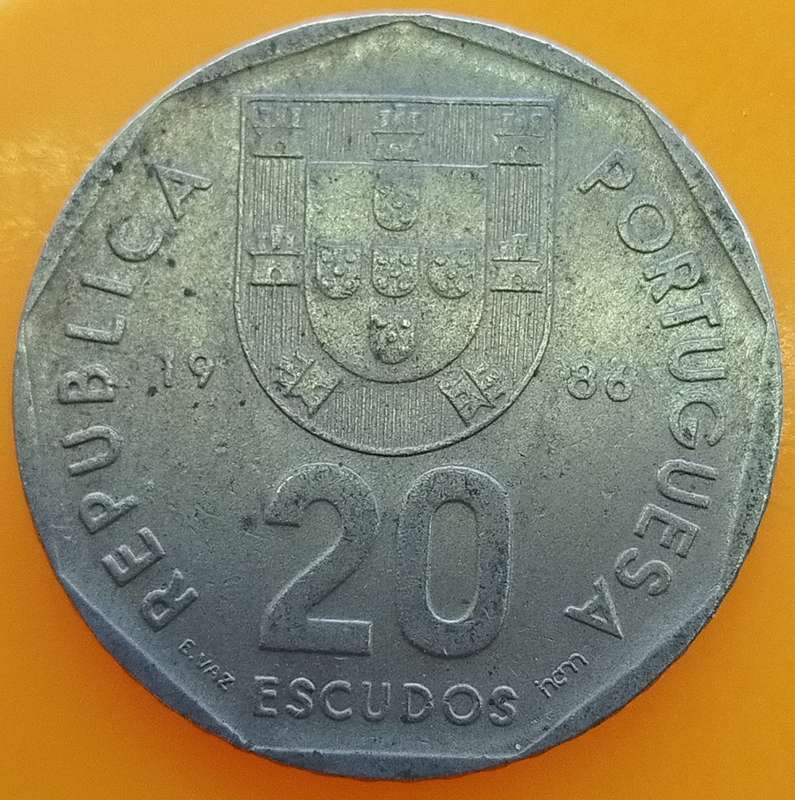 REPUBLICA PORTUGUESA
19 86
20
ESCUDOS
E. VAZ
incm